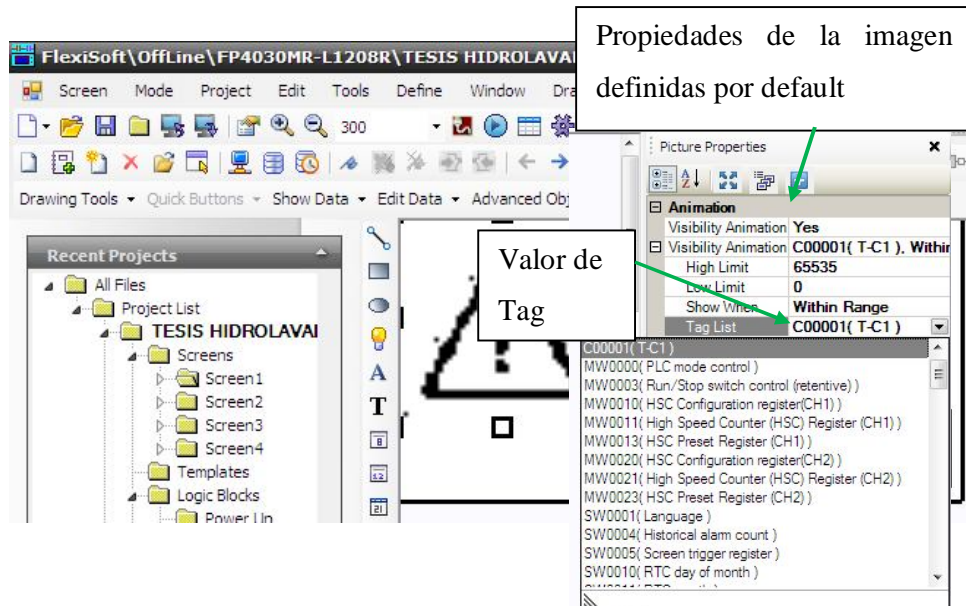 Propiedades de la imagen
definidas por default
FlexiSoft\OffLine\FP4030MR-L1208R\TESIS HIDROLAVA
Screen Mode Project Edit Tools Define Window
300
Drawing Tools Quick Buttons Show Data Edit Data Advanced
Picture Properties
Animation
Visibility Animation Yes
Visibility Animation C00001( T-C1 ), Within
High Limit 65535
Low Limit 0
Show When Within Range
Tag List C00001( T-C1 )
Valor de
Tag
Recent Projects
All Files
Project List
TESIS HIDROLAVA
Screens
Screen1
Screen2
Screen3
Screen4
Templates
Logic Blocks
Power Up
A
T
8
12
21
C00001( T-C1 )
MW0000( PLC mode control )
MW0003( Run/Stop switch control (retentive) )
MW0010( HSC Configuration register(CH1) )
MW0011( High Speed Counter (HSC) Register (CH1) )
MW0013( HSC Preset Register (CH1) )
MW0020( HSC Configuration register(CH2) )
MW0021( High Speed Counter (HSC) Register (CH2) )
MW0023( HSC Preset Register (CH2) )
SW0001( Language )
SW0004( Historical alarm count )
SW0005( Screen trigger register )
SW0010( RTC day of month )